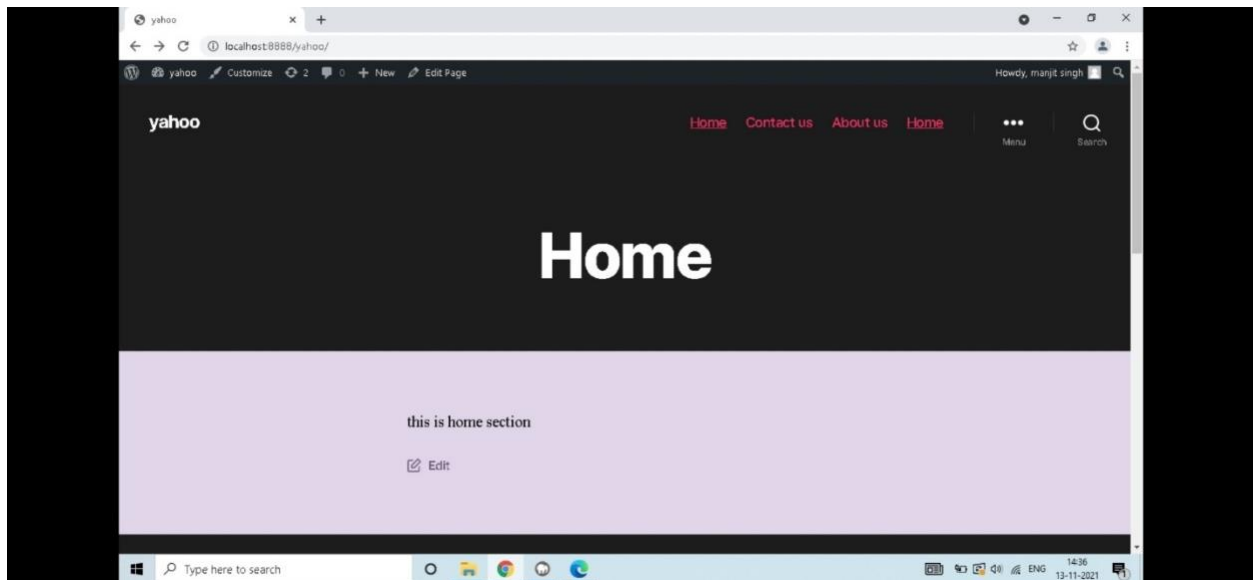 yahoo
localhost:8888/yahoo/
yahoo Customize 2 0 New Edit Page Howdy, manjit singh
yahoo Home Contact us About us Home
Menu Search
Home
this is home section
Edit
Type here to search ENG 14:36
13-11-2021 1